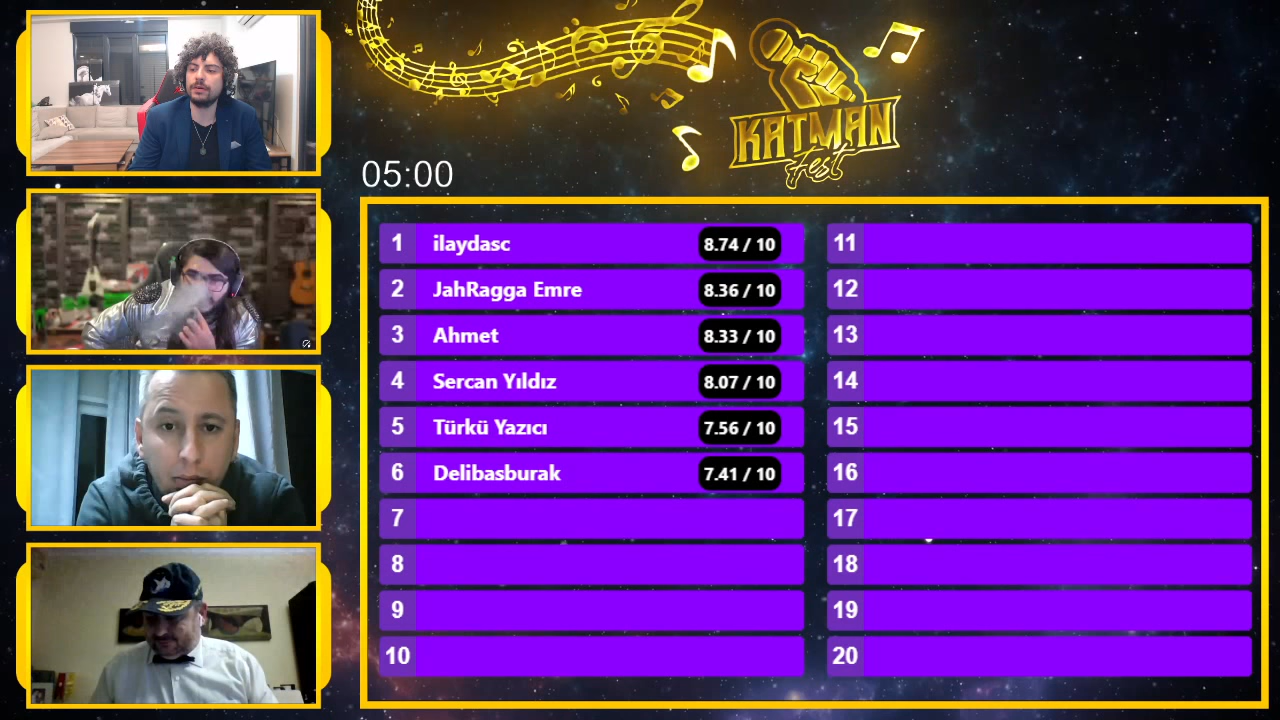 KATMAN
Fest
05:00
1 ilaydasc 8.74 / 10
2 JahRagga Emre 8.36 / 10
3 Ahmet 8.33 / 10
4 Sercan Yıldız 8.07 / 10
5 Türkü Yazıcı 7.56 / 10
6 Delibasburak 7.41 / 10
7
8
9
10
11
12
13
14
15
16
17
18
19
20